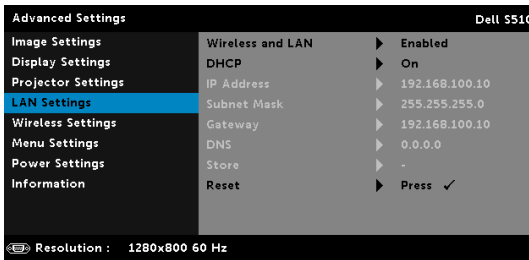 Advanced Settings Dell S510
Image Settings
Display Settings
Projector Settings
LAN Settings
Wireless Settings
Menu Settings
Power Settings
Information
Wireless and LAN Enabled
DHCP On
IP Address 192.168.100.10
Subnet Mask 255.255.255.0
Gateway 192.168.100.10
DNS 0.0.0.0
Store -
Reset Press ✓
Resolution : 1280x800 60 Hz